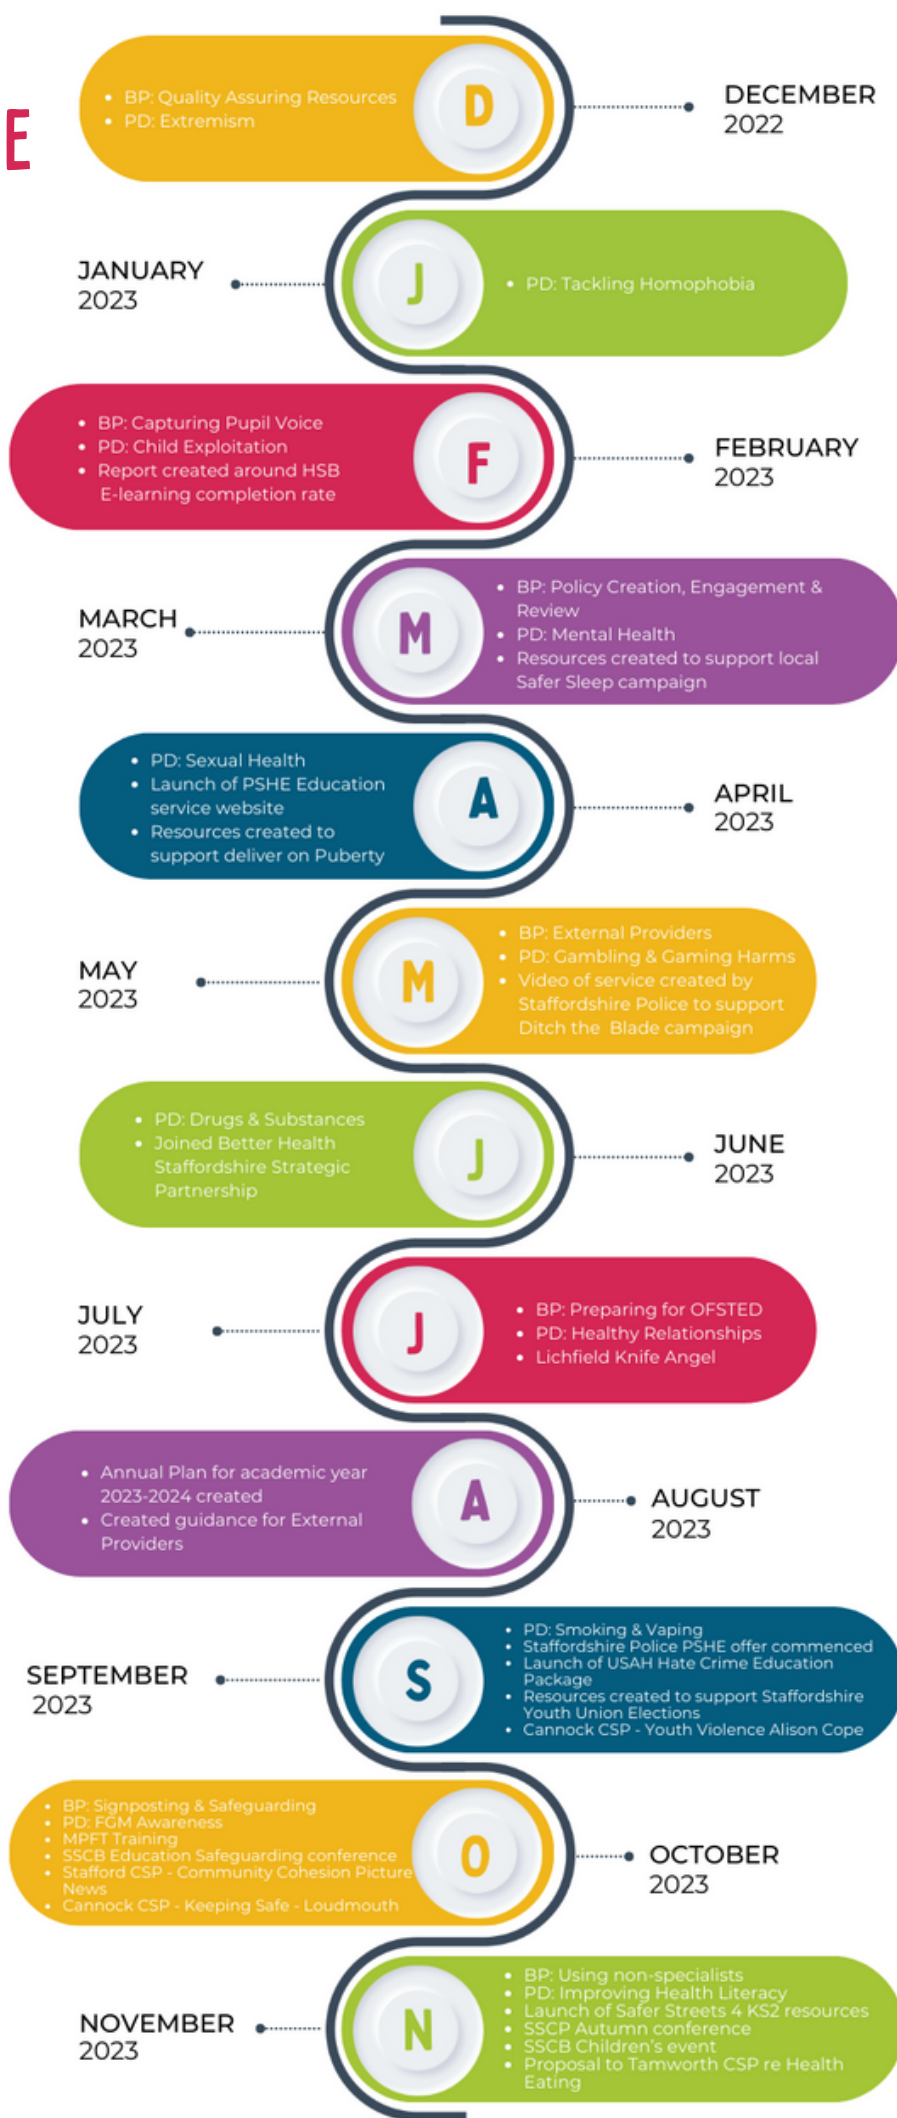 E
• BP: Quality Assuring Resources
• PD: Extremism
D
DECEMBER
2022
JANUARY
2023
J
• PD: Tackling Homophobia
• BP: Capturing Pupil Voice
• PD: Child Exploitation
• Report created around HSB
E-learning completion rate
F
FEBRUARY
2023
MARCH
2023
M
• BP: Policy Creation, Engagement &
Review
• PD: Mental Health
• Resources created to support local
Safer Sleep campaign
• PD: Sexual Health
• Launch of PSHE Education
service website
• Resources created to
support deliver on Puberty
A
APRIL
2023
MAY
2023
M
• BP: External Providers
• PD: Gambling & Gaming Harms
• Video of service created by
Staffordshire Police to support
Ditch the Blade campaign
• PD: Drugs & Substances
• Joined Better Health
Staffordshire Strategic
Partnership
J
JUNE
2023
JULY
2023
J
• BP: Preparing for OFSTED
• PD: Healthy Relationships
• Lichfield Knife Angel
• Annual Plan for academic year
2023-2024 created
• Created guidance for External
Providers
A
AUGUST
2023
SEPTEMBER
2023
S
• PD: Smoking & Vaping
• Staffordshire Police PSHE offer commenced
• Launch of USAH Hate Crime Education
Package
• Resources created to support Staffordshire
Youth Union Elections
• Cannock CSP - Youth Violence Alison Cope
• BP: Signposting & Safeguarding
• PD: FGM Awareness
• MPFT Training
• SSCB Education Safeguarding conference
• Stafford CSP - Community Cohesion Picture
News
• Cannock CSP - Keeping Safe - Loudmouth
O
OCTOBER
2023
NOVEMBER
2023
N
• BP: Using non-specialists
• PD: Improving Health Literacy
• Launch of Safer Streets 4 KS2 resources
• SSCP Autumn conference
• SSCB Children's event
• Proposal to Tamworth CSP re Health
Eating